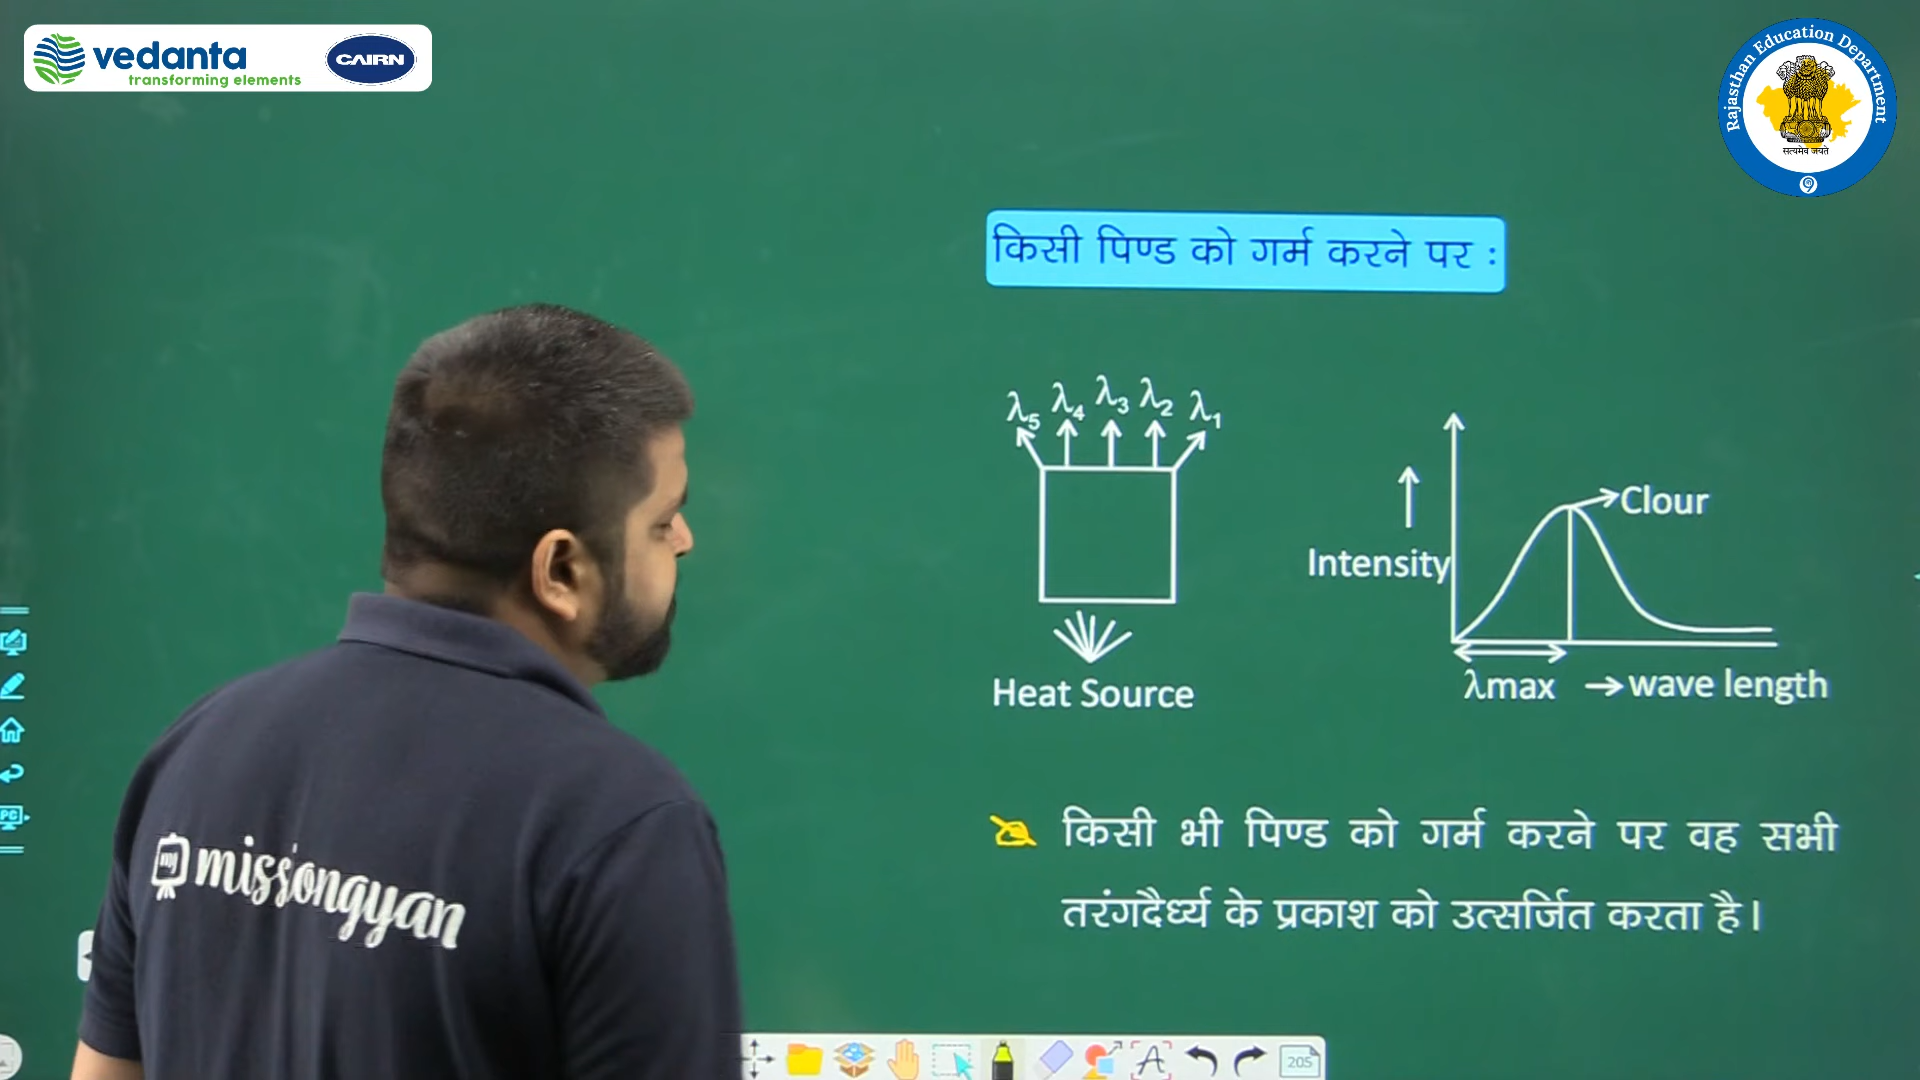 vedanta
transforming elements
CAIRN
Rajasthan Education Department
सत्यमेव जयते
किसी पिण्ड को गर्म करने पर :
λ5 λ4 λ3 λ2 λ1
Heat Source
Intensity
Clour
λmax → wave length
किसी भी पिण्ड को गर्म करने पर वह सभी
तरंगदैर्ध्य के प्रकाश को उत्सर्जित करता है।
my missiongyan
PC
A
205